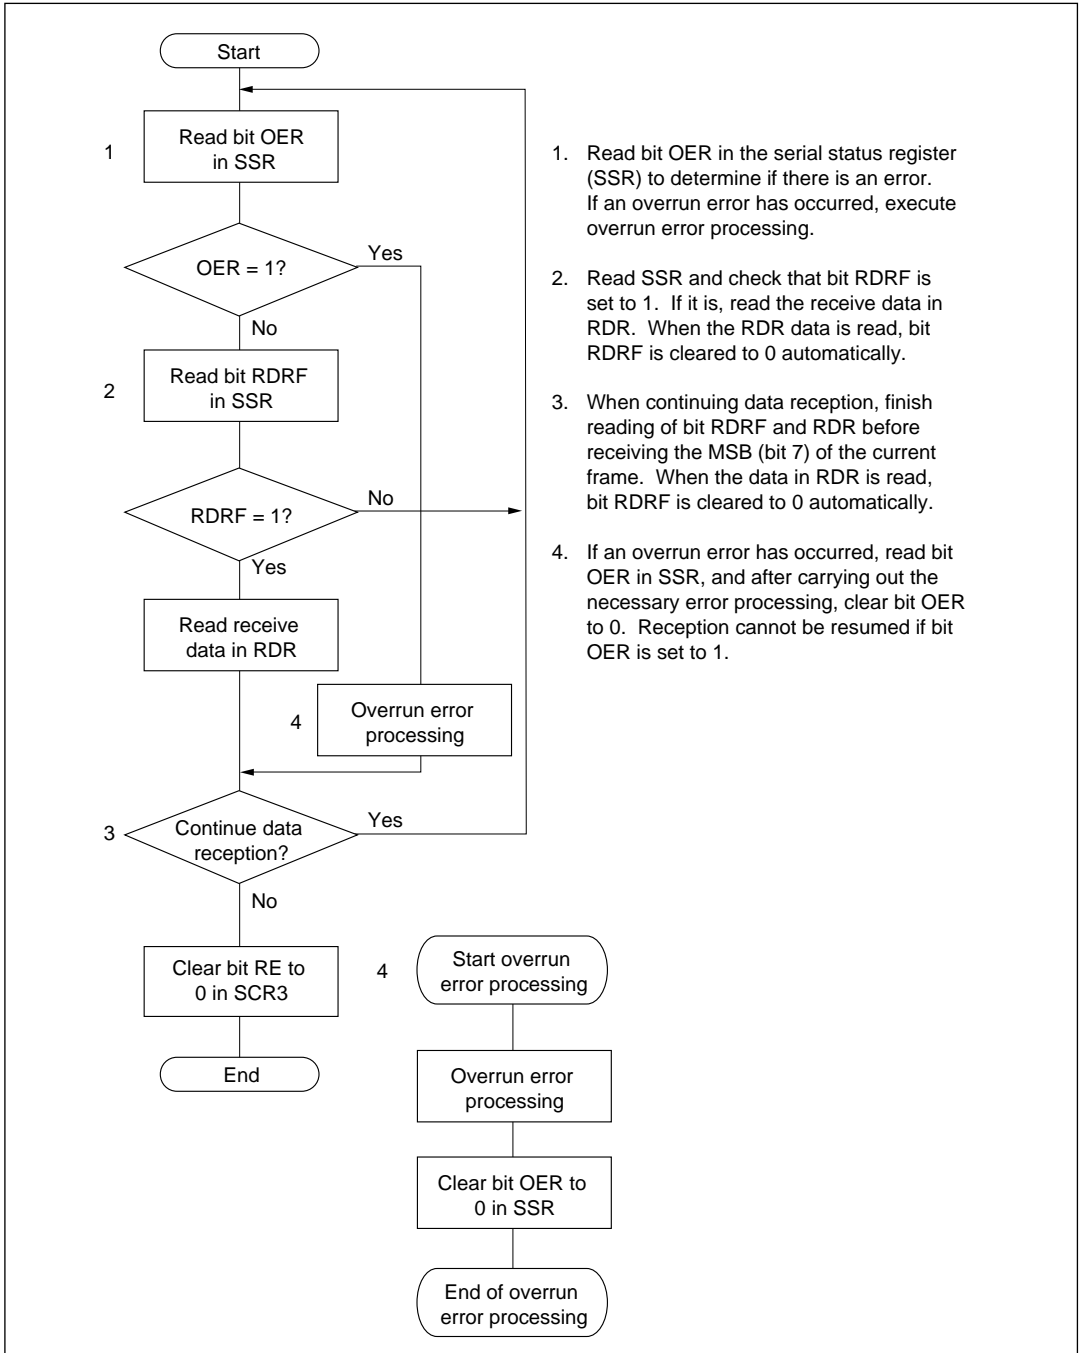 Start
1
Read bit OER
in SSR
OER = 1?
Yes
No
2
Read bit RDRF
in SSR
RDRF = 1?
No
Yes
Read receive
data in RDR
4
Overrun error
processing
3
Continue data
reception?
Yes
No
Clear bit RE to
0 in SCR3
End
4
Start overrun
error processing
Overrun error
processing
Clear bit OER to
0 in SSR
End of overrun
error processing
1. Read bit OER in the serial status register
(SSR) to determine if there is an error.
If an overrun error has occurred, execute
overrun error processing.
2. Read SSR and check that bit RDRF is
set to 1. If it is, read the receive data in
RDR. When the RDR data is read, bit
RDRF is cleared to 0 automatically.
3. When continuing data reception, finish
reading of bit RDRF and RDR before
receiving the MSB (bit 7) of the current
frame. When the data in RDR is read,
bit RDRF is cleared to 0 automatically.
4. If an overrun error has occurred, read bit
OER in SSR, and after carrying out the
necessary error processing, clear bit OER
to 0. Reception cannot be resumed if bit
OER is set to 1.